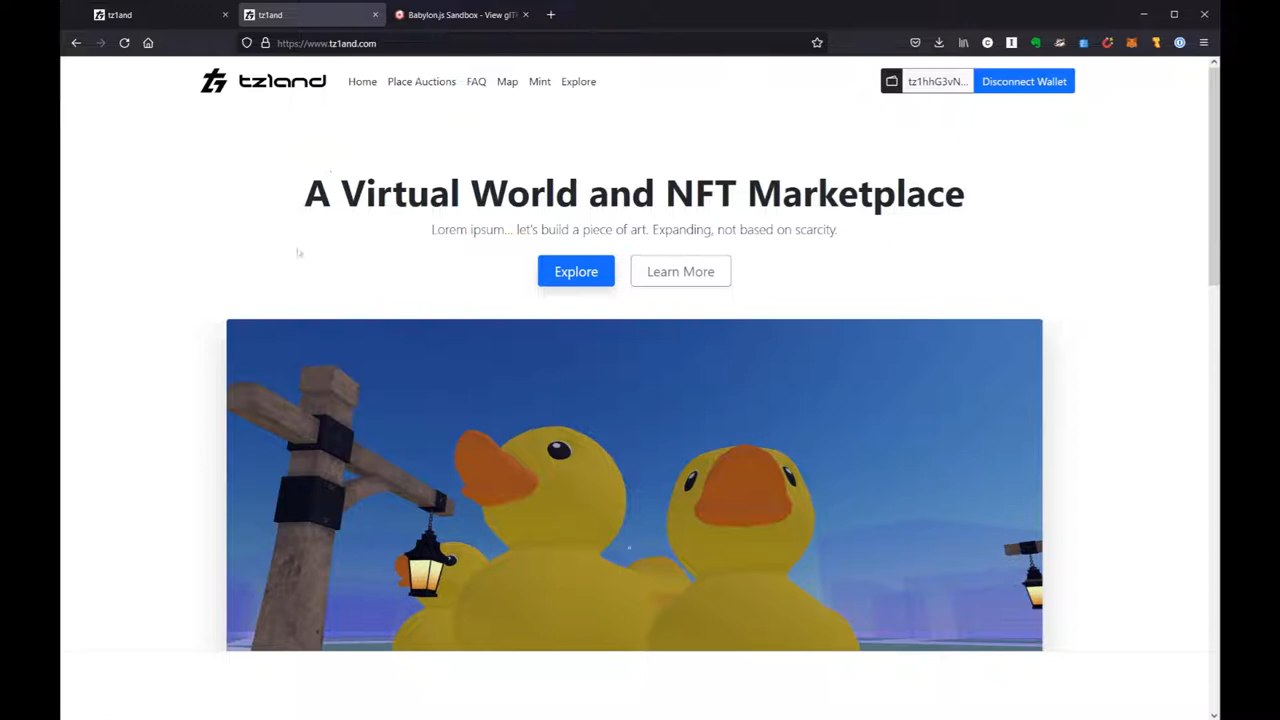 tz1and
tz1and
Babylon.js Sandbox - View glT
https://www.tz1and.com
tz1and
Home
Place Auctions
FAQ
Map
Mint
Explore
tz1hhG3vN...
Disconnect Wallet
A Virtual World and NFT Marketplace
Lorem ipsum... let's build a piece of art. Expanding, not based on scarcity.
Explore
Learn More